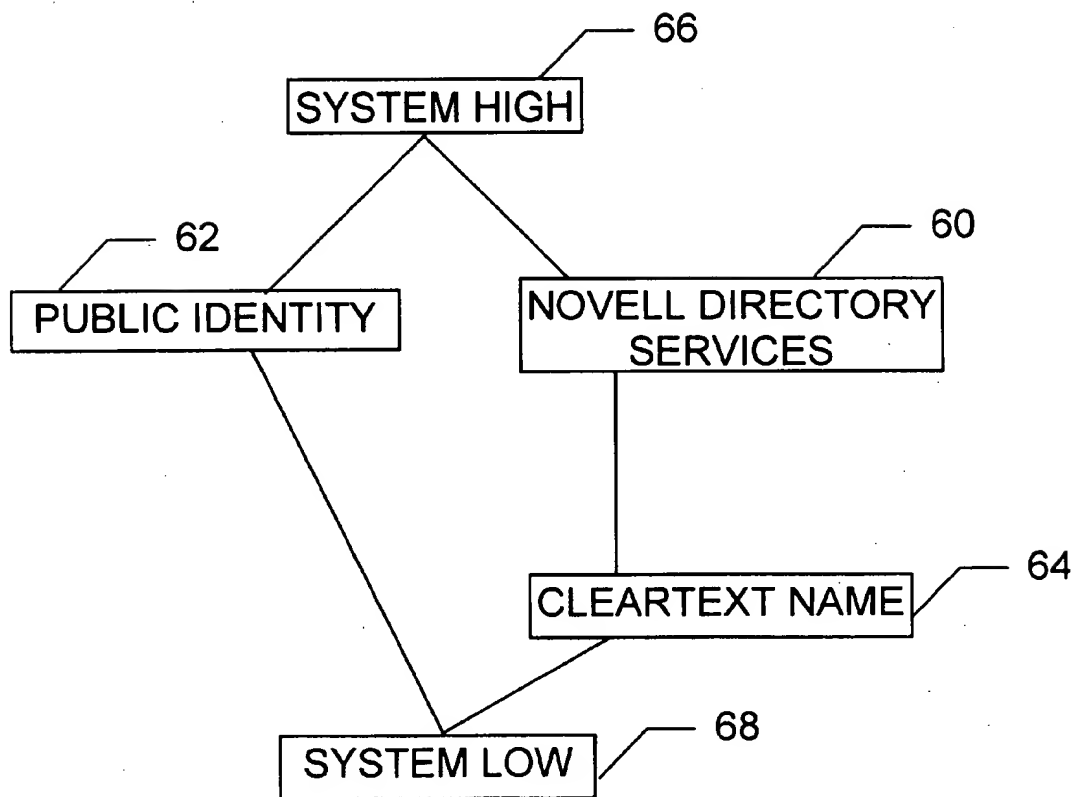 66
SYSTEM HIGH
62
60
PUBLIC IDENTITY
NOVELL DIRECTORY
SERVICES
64
CLEARTEXT NAME
68
SYSTEM LOW